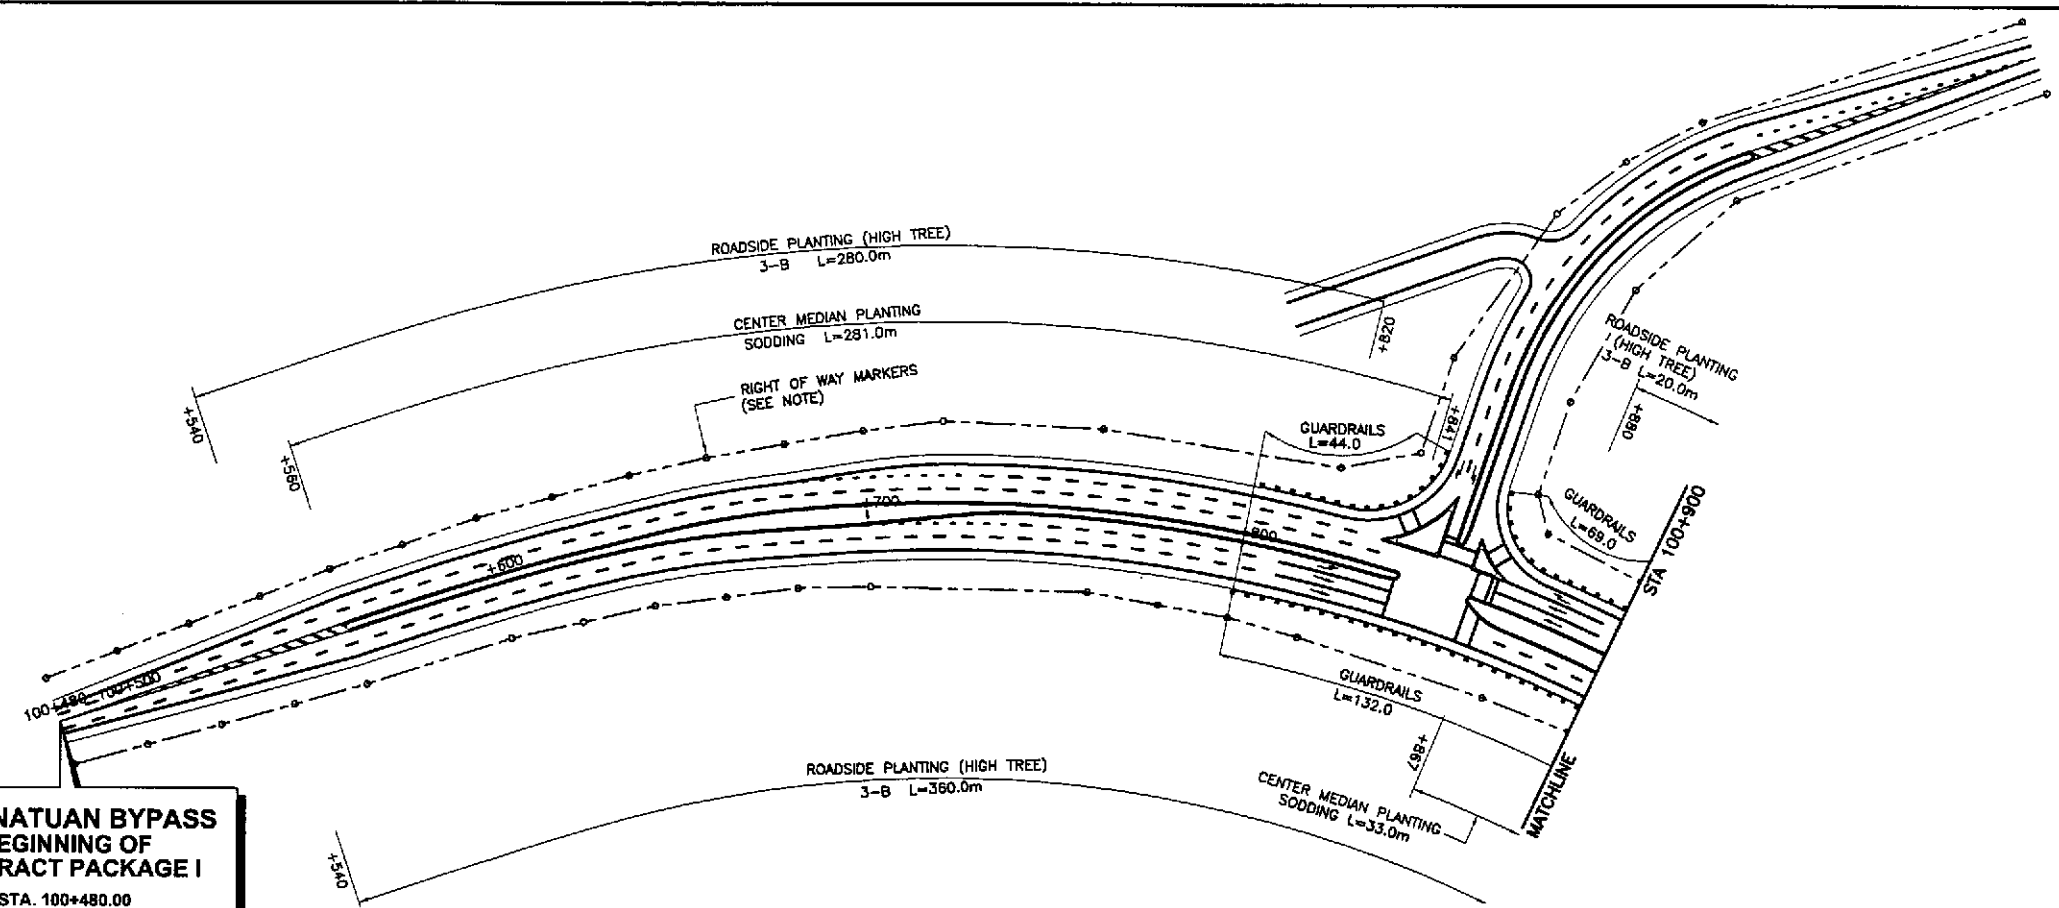 ROADSIDE PLANTING (HIGH TREE)
3-B L=280.0m
CENTER MEDIAN PLANTING
SODDING L=281.0m
RIGHT OF WAY MARKERS
(SEE NOTE)
+540
+560
+820
+841
GUARDRAILS
L=44.0
ROADSIDE PLANTING
(HIGH TREE)
3-B L=20.0m
+880
GUARDRAILS
L=69.0
STA 100+900
+700
+800
+600
100+480
+500
GUARDRAILS
L=132.0
+867
CENTER MEDIAN PLANTING
SODDING L=33.0m
MATCHLINE
ROADSIDE PLANTING (HIGH TREE)
3-B L=360.0m
+540
NATUAN BYPASS
EGINNING OF
RACT PACKAGE I
STA. 100+480.00